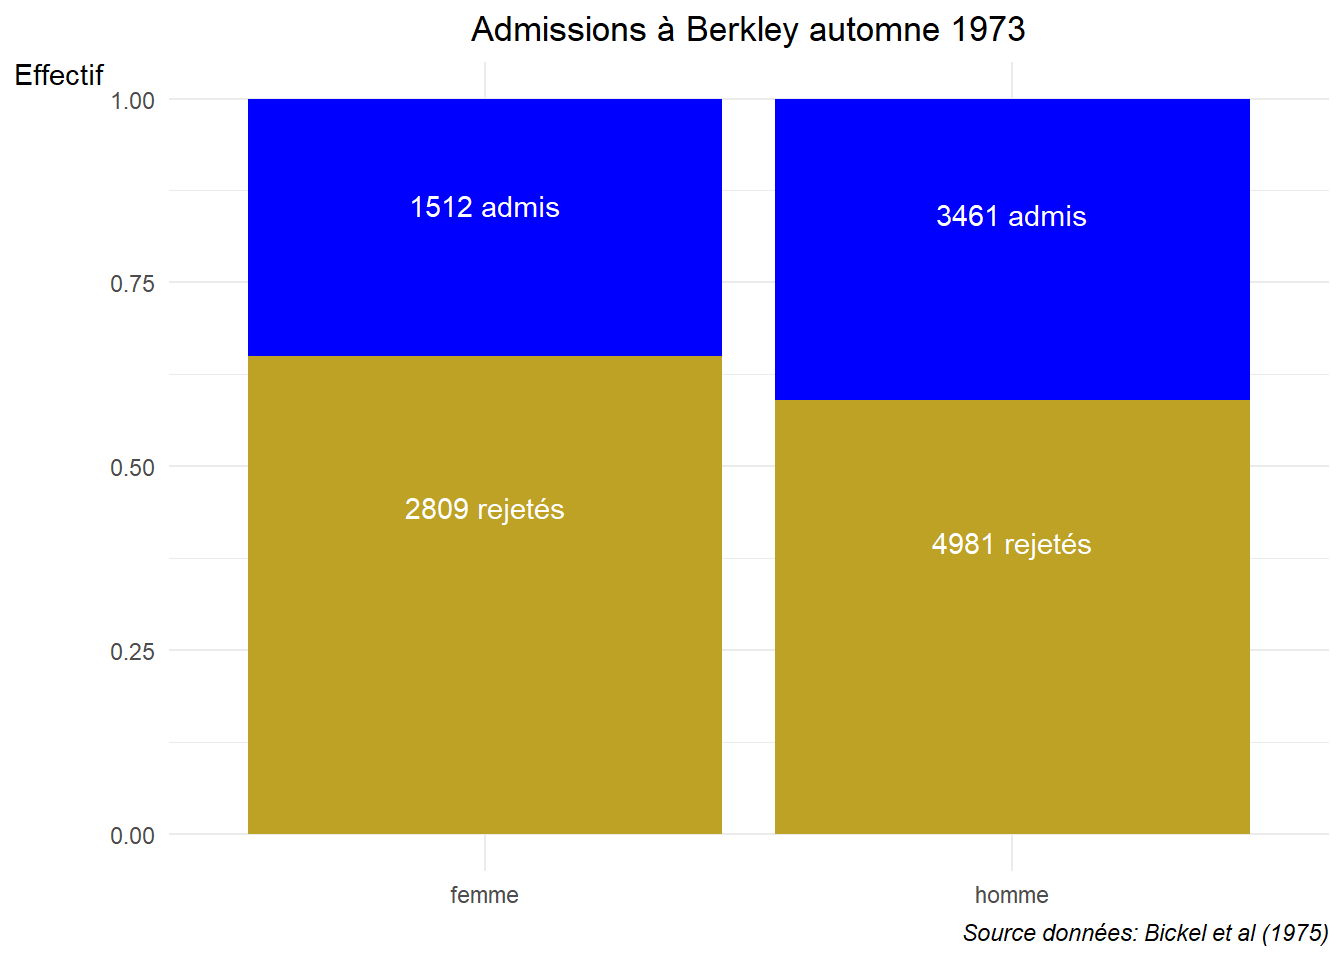 Admissions à Berkley automne 1973
Effectif
1.00
0.75
0.50
0.25
0.00
1512 admis
3461 admis
2809 rejetés
4981 rejetés
femme
homme
Source données: Bickel et al (1975)